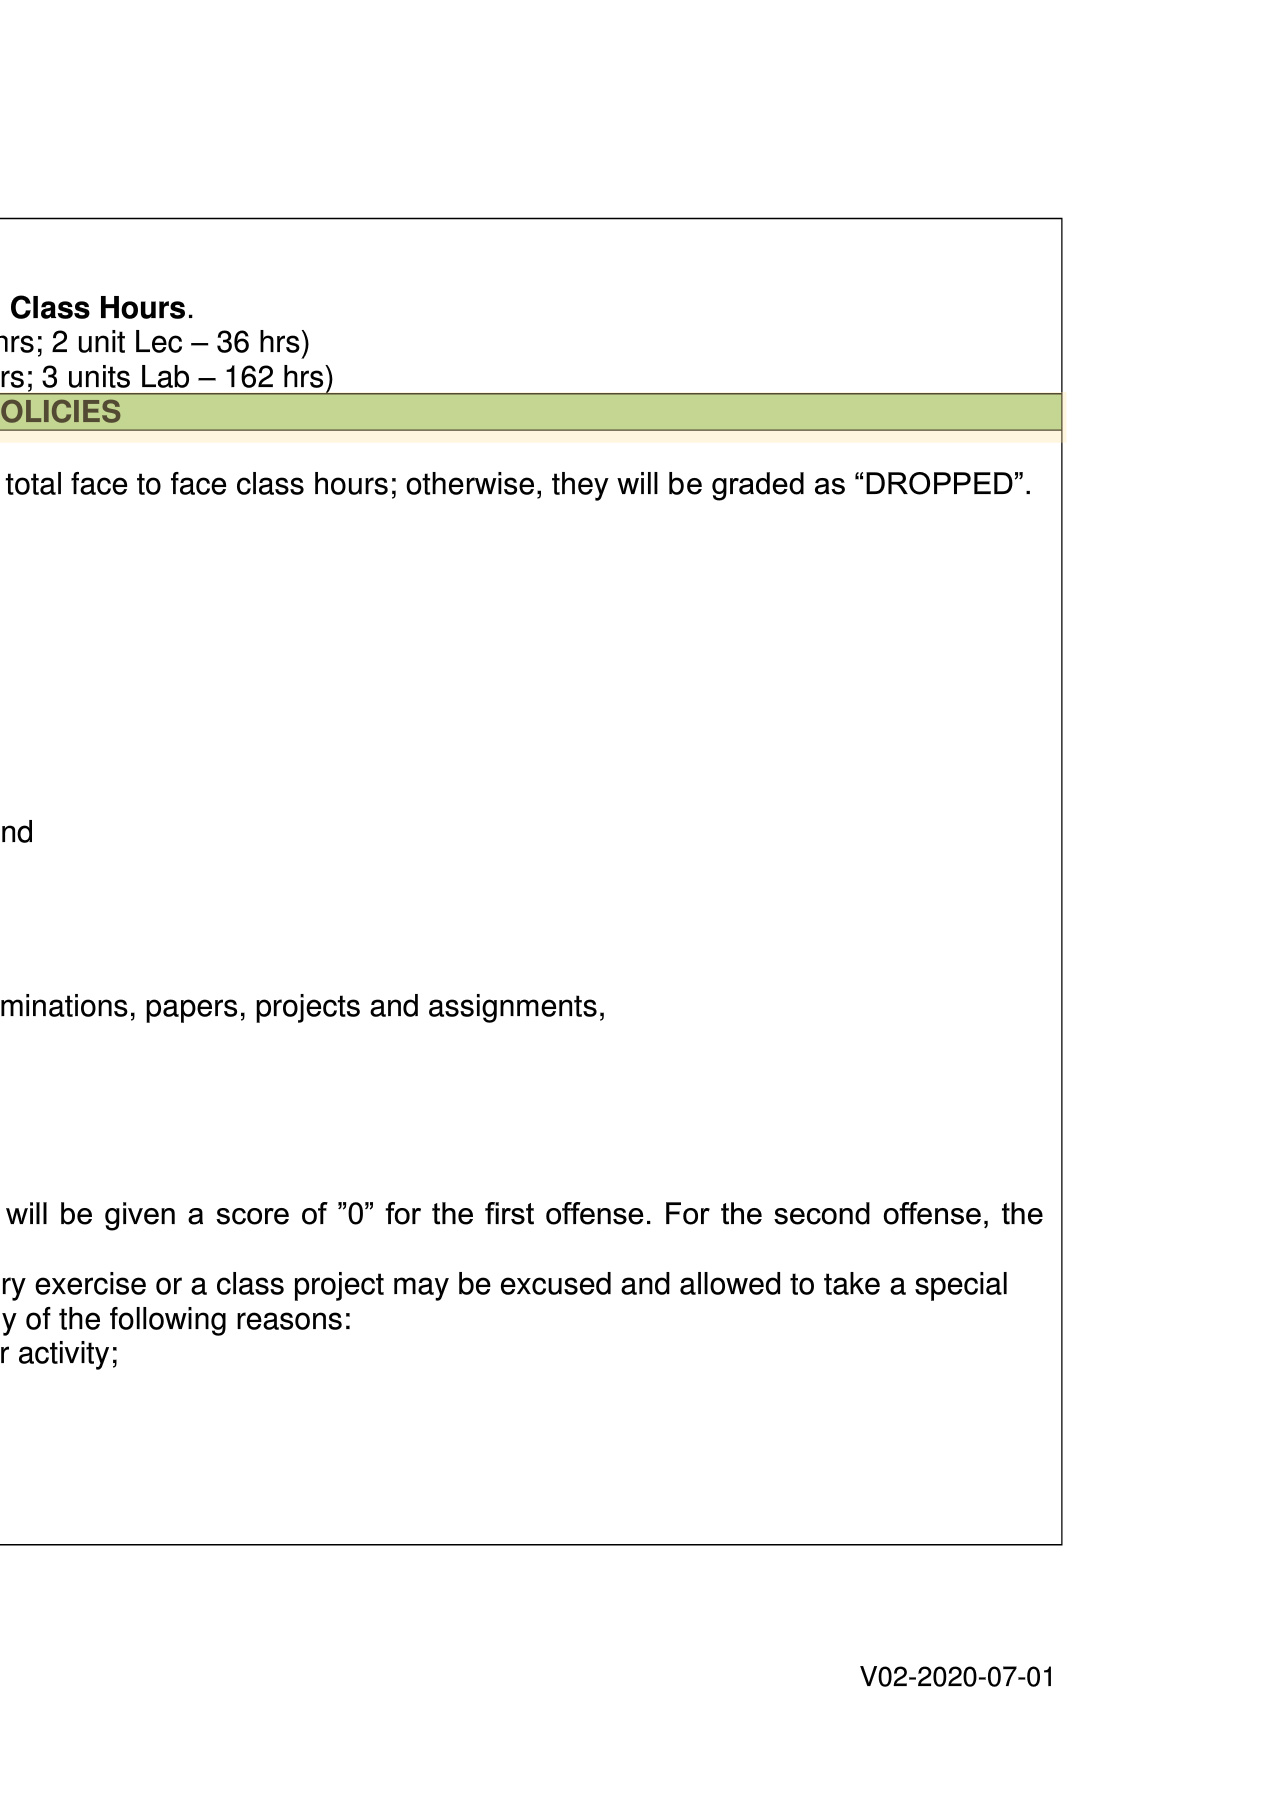 Class Hours.
hrs; 2 unit Lec – 36 hrs)
rs; 3 units Lab – 162 hrs)
OLICIES
total face to face class hours; otherwise, they will be graded as “DROPPED”.
nd
minations, papers, projects and assignments,
will be given a score of ”0” for the first offense. For the second offense, the
ry exercise or a class project may be excused and allowed to take a special
y of the following reasons:
r activity;
V02-2020-07-01